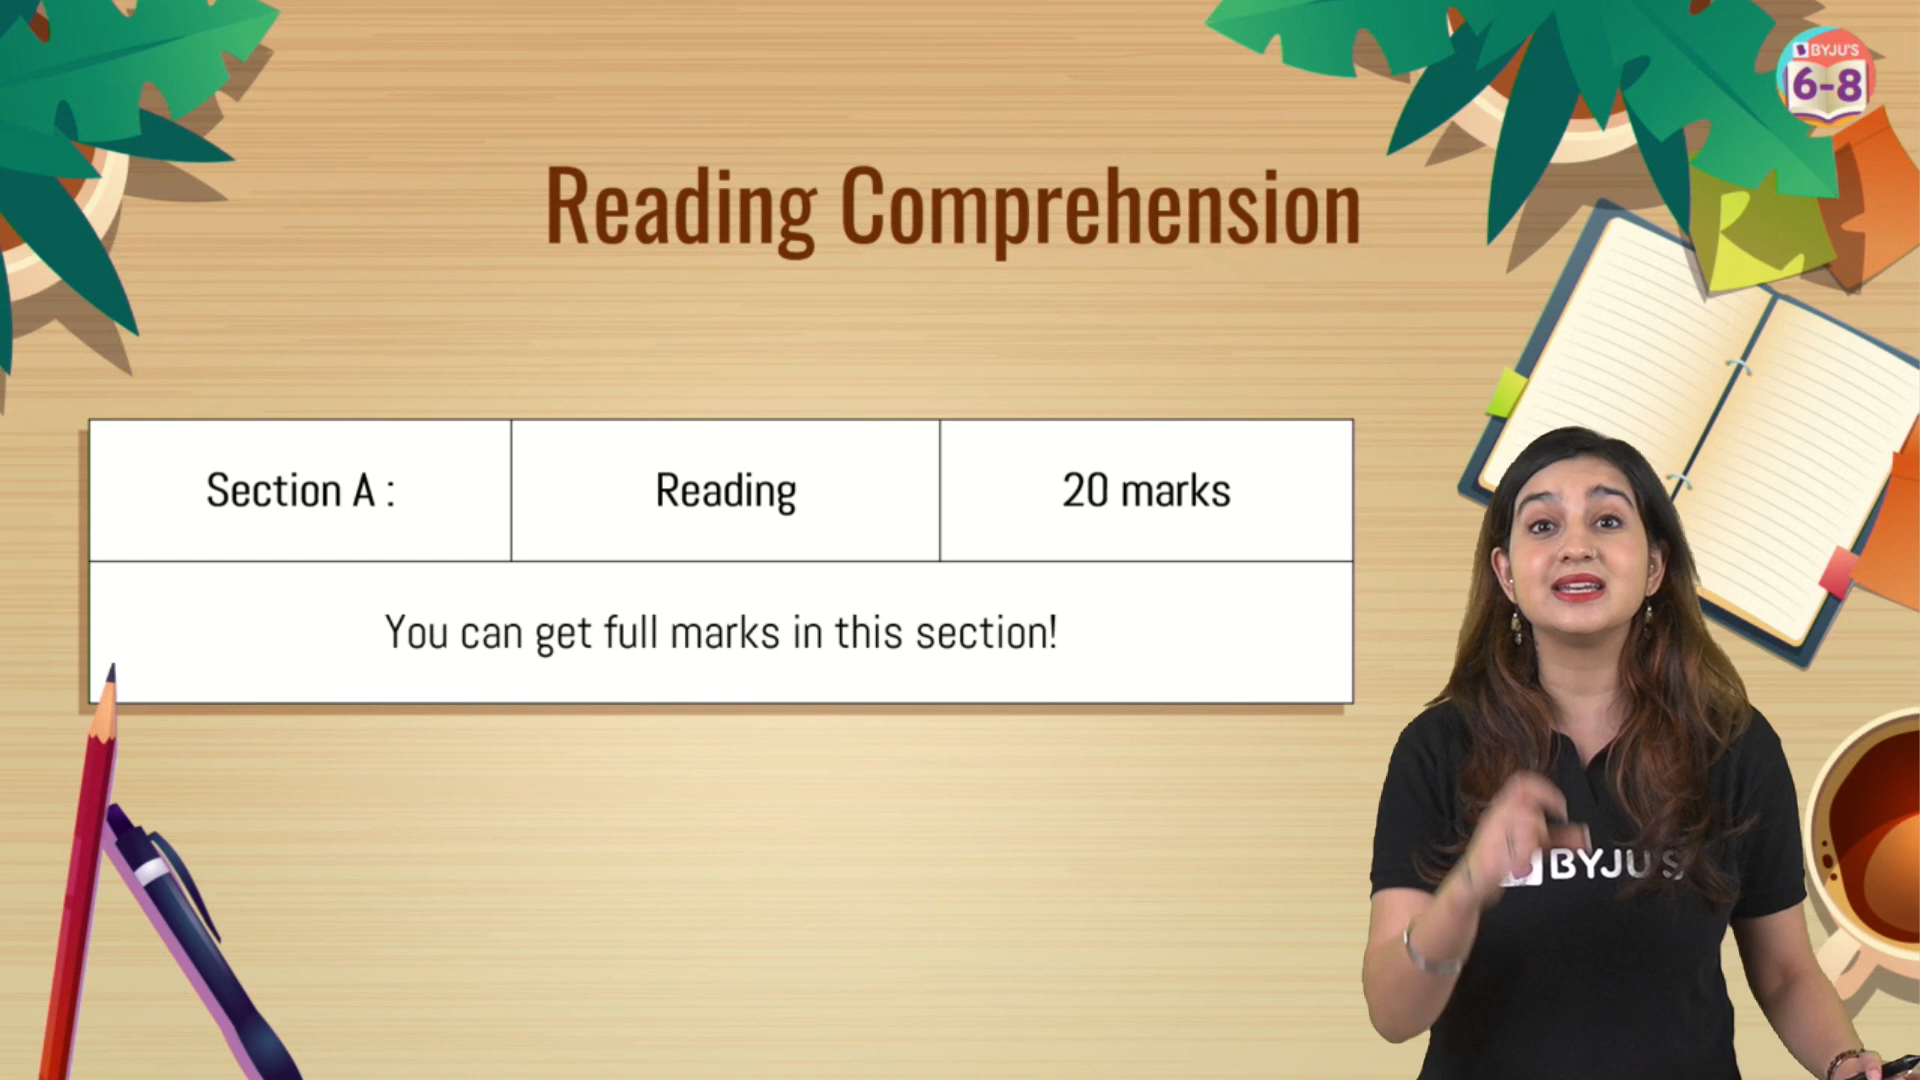 BYJU'S
6-8
Reading Comprehension
Section A : Reading 20 marks
You can get full marks in this section!
BYJU'S